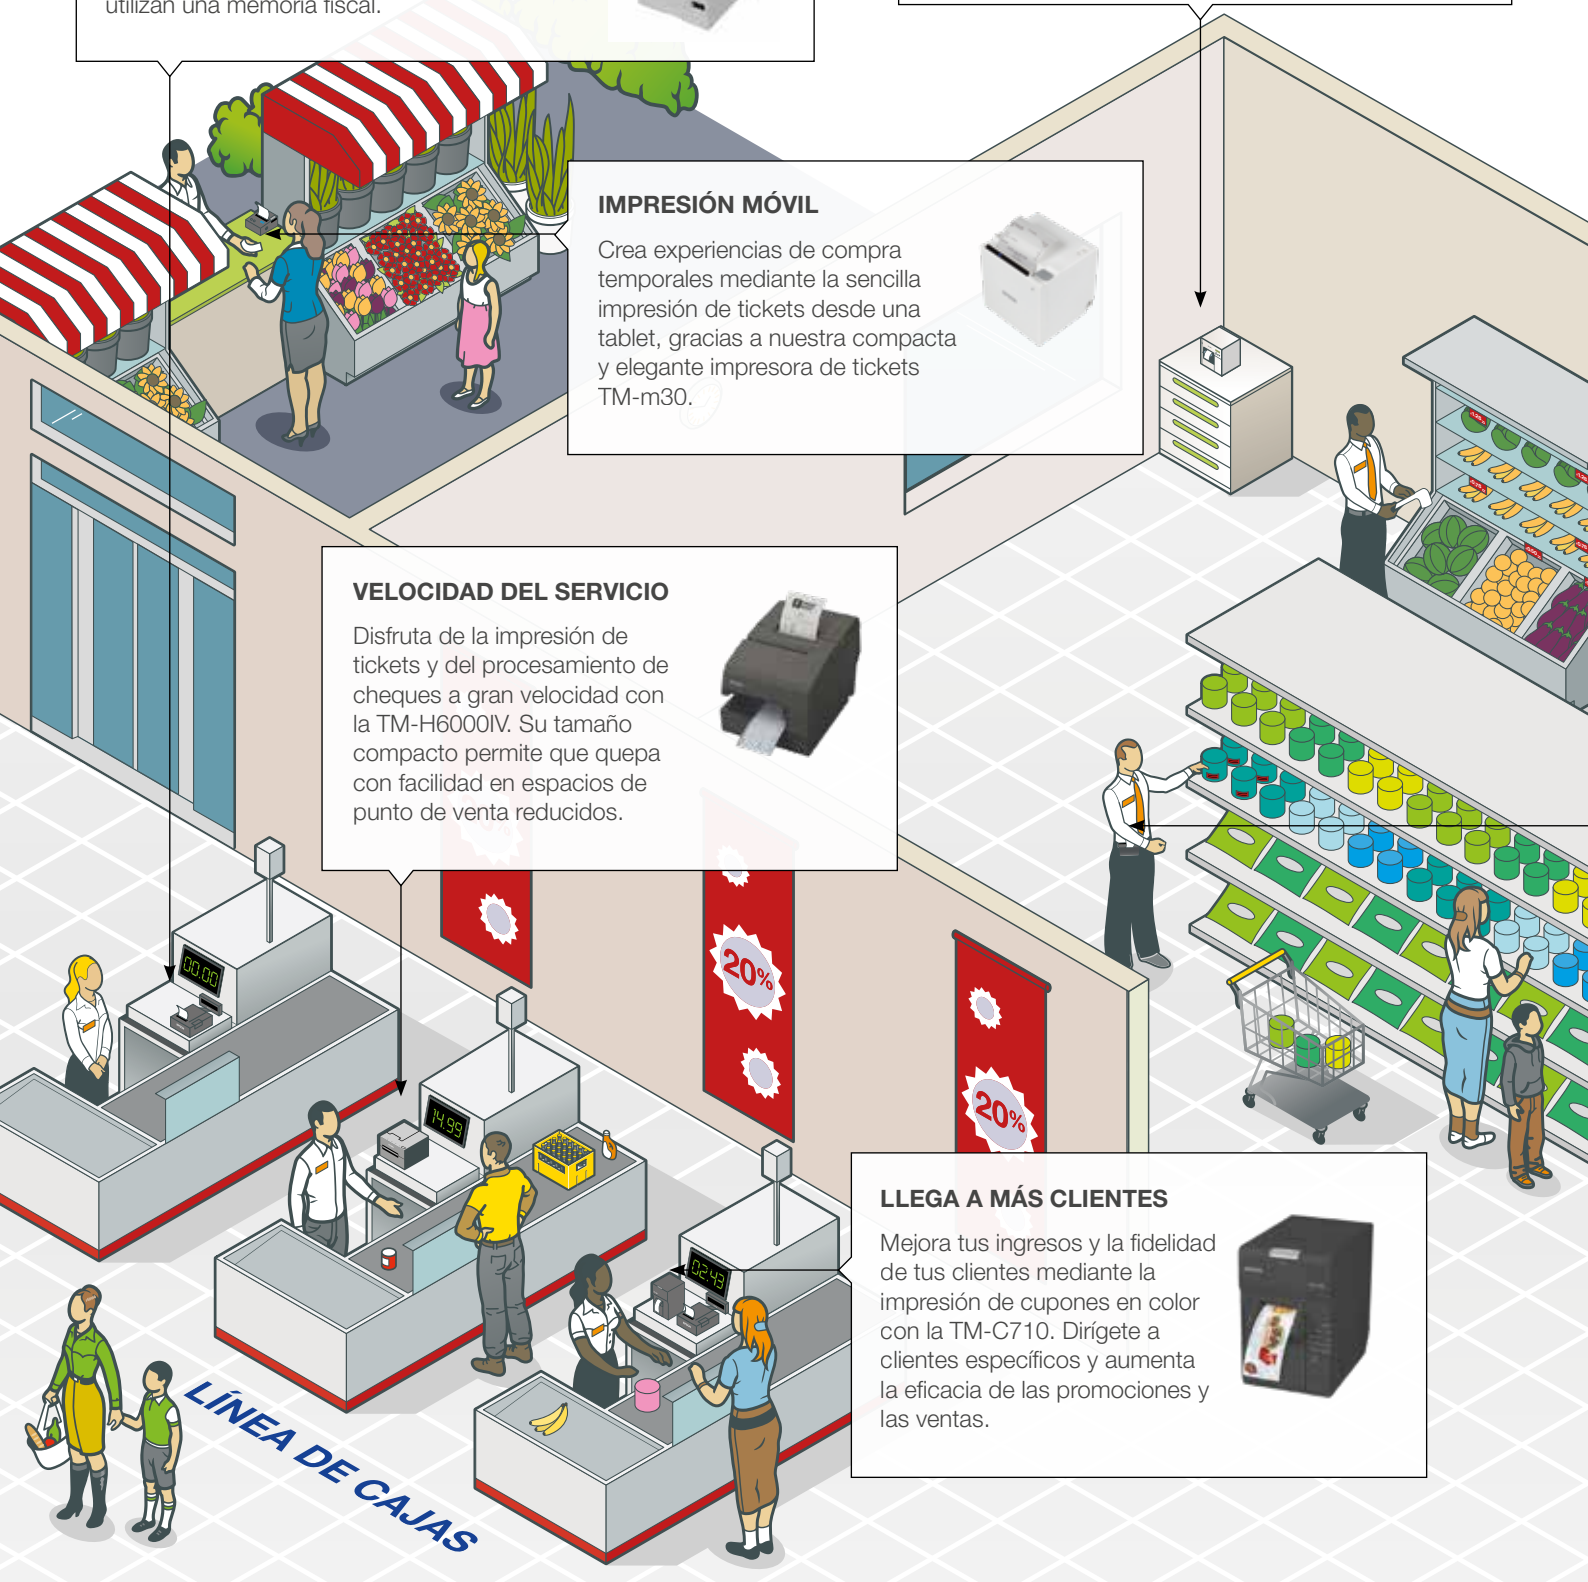 utilizan una memoria fiscal.
IMPRESIÓN MÓVIL
Crea experiencias de compra
temporales mediante la sencilla
impresión de tickets desde una
tablet, gracias a nuestra compacta
y elegante impresora de tickets
TM-m30.
VELOCIDAD DEL SERVICIO
Disfruta de la impresión de
tickets y del procesamiento de
cheques a gran velocidad con
la TM-H6000IV. Su tamaño
compacto permite que quepa
con facilidad en espacios de
punto de venta reducidos.
20%
20%
00.00
14.99
02.43
LLEGA A MÁS CLIENTES
Mejora tus ingresos y la fidelidad
de tus clientes mediante la
impresión de cupones en color
con la TM-C710. Dirígete a
clientes específicos y aumenta
la eficacia de las promociones y
las ventas.
LÍNEA DE CAJAS